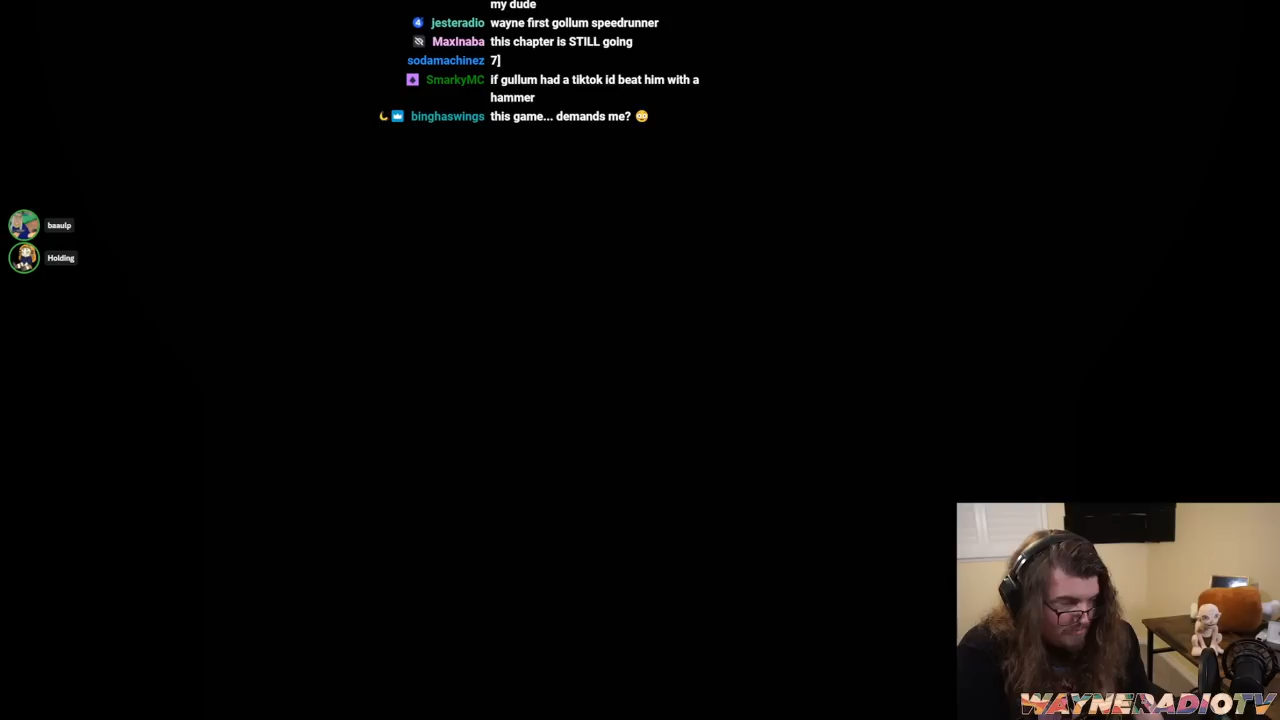 my dude
jesteradio wayne first gollum speedrunner
MaxInaba this chapter is STILL going
sodamachinez 7]
SmarkyMC if gullum had a tiktok id beat him with a
hammer
binghaswings this game... demands me? 😳
baaulp
Holding
WAYNERADIOTV